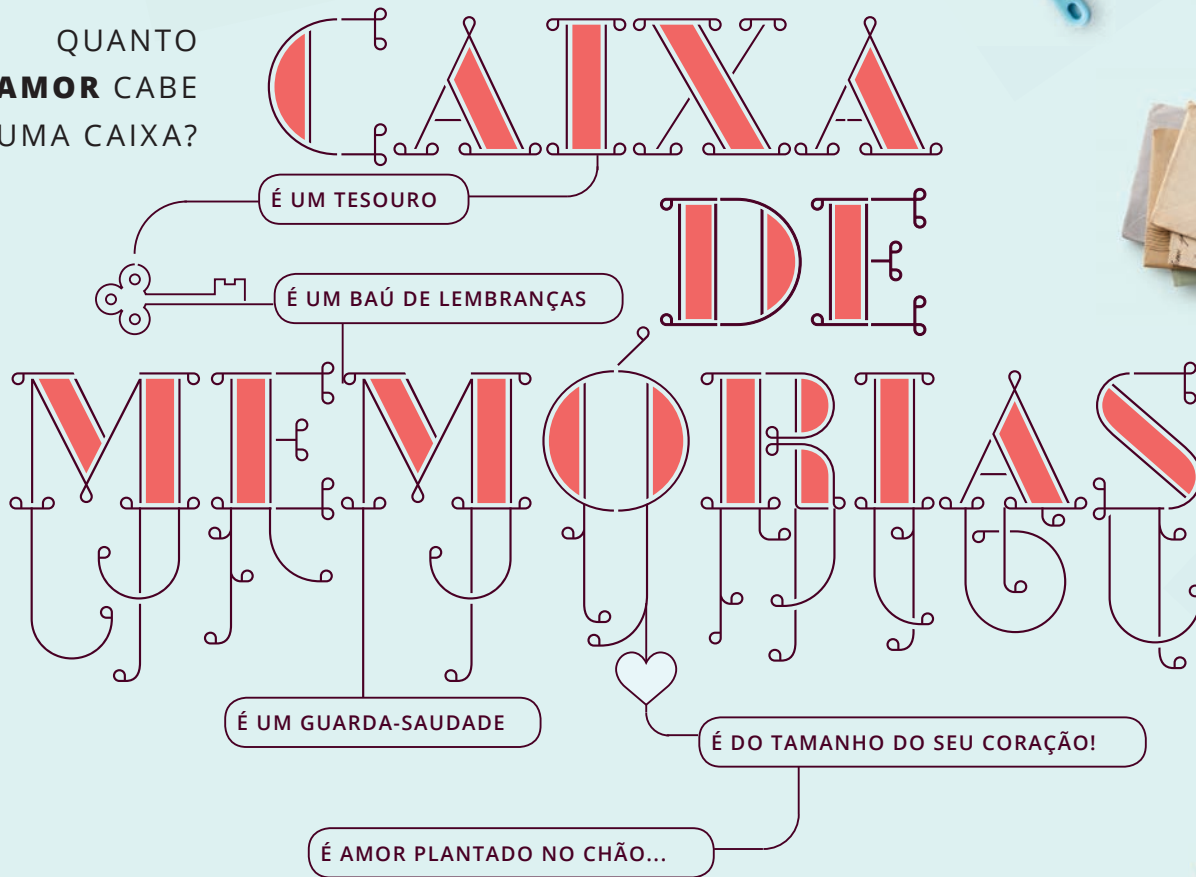 QUANTO
AMOR CABE
UMA CAIXA?
CAIXA
É UM TESOURO
DE
É UM BAÚ DE LEMBRANÇAS
MEMÓRIAS
É UM GUARDA-SAUDADE
É DO TAMANHO DO SEU CORAÇÃO!
É AMOR PLANTADO NO CHÃO...